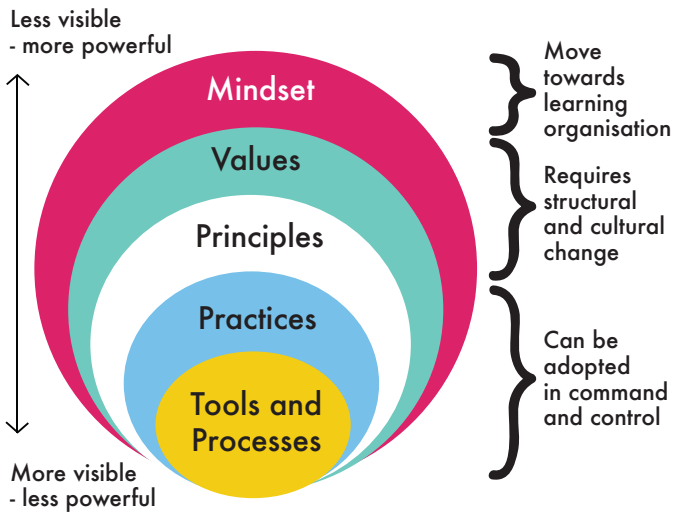 Less visible
- more powerful
Mindset
Values
Principles
Practices
Tools and
Processes
More visible
- less powerful
Move
towards
learning
organisation
Requires
structural
and cultural
change
Can be
adopted
in command
and control